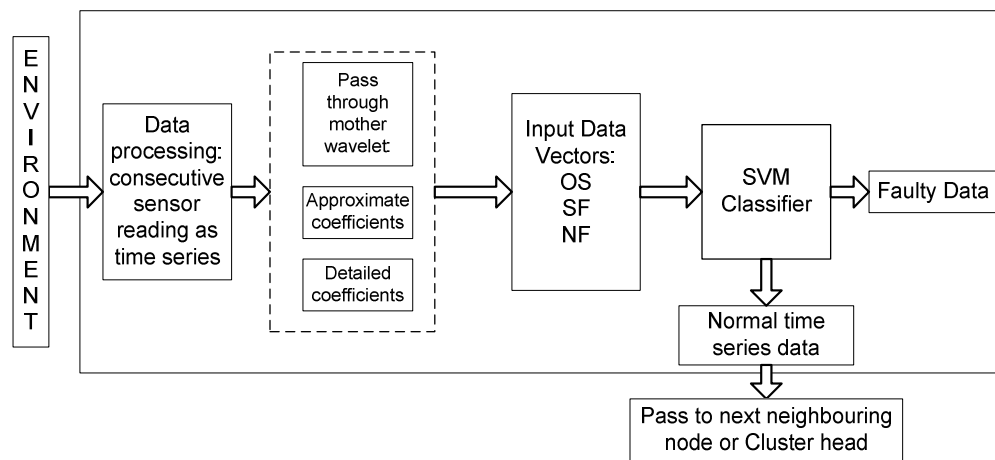 ENVIRONMENT
Data
processing:
consecutive
sensor
reading as
time series
Pass
through
mother
wavelet
Approximate
coefficients
Detailed
coefficients
Input Data
Vectors:
OS
SF
NF
SVM
Classifier
Faulty Data
Normal time
series data
Pass to next neighbouring
node or Cluster head